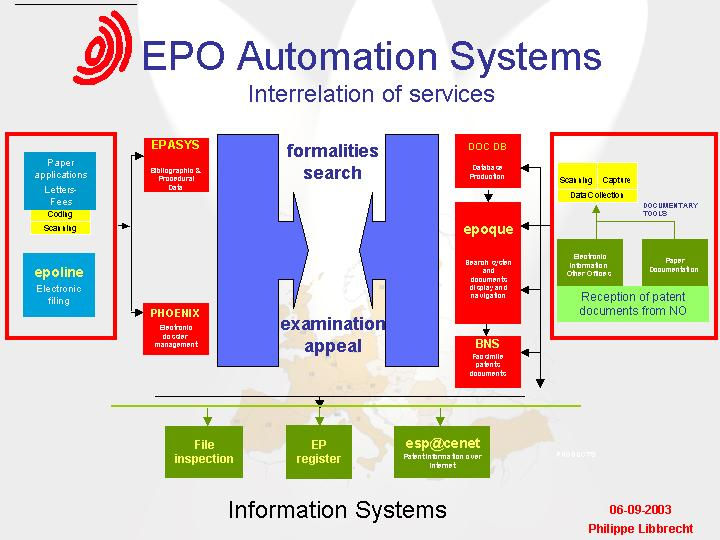 EPO Automation Systems
Interrelation of services
Paper
applications
Letters-
Fees
Coding
Scanning
epoline
Electronic
filing
EPASYS
Bibliographic &
Procedural
Data
PHOENIX
Electronic
dossier
management
formalities
search
examination
appeal
DOC DB
Database
Production
epoque
Search system
and
documents
display and
navigation
BNS
Facsimile
patents
documents
Scanning Capture
Data Collection
DOCUMENTARY
TOOLS
Electronic
Information
Other Offices
Paper
Documentation
Reception of patent
documents from NO
File
inspection
EP
register
esp@cenet
Patent information over
Internet
PRODUCTS
Information Systems
06-09-2003
Philippe Libbrecht